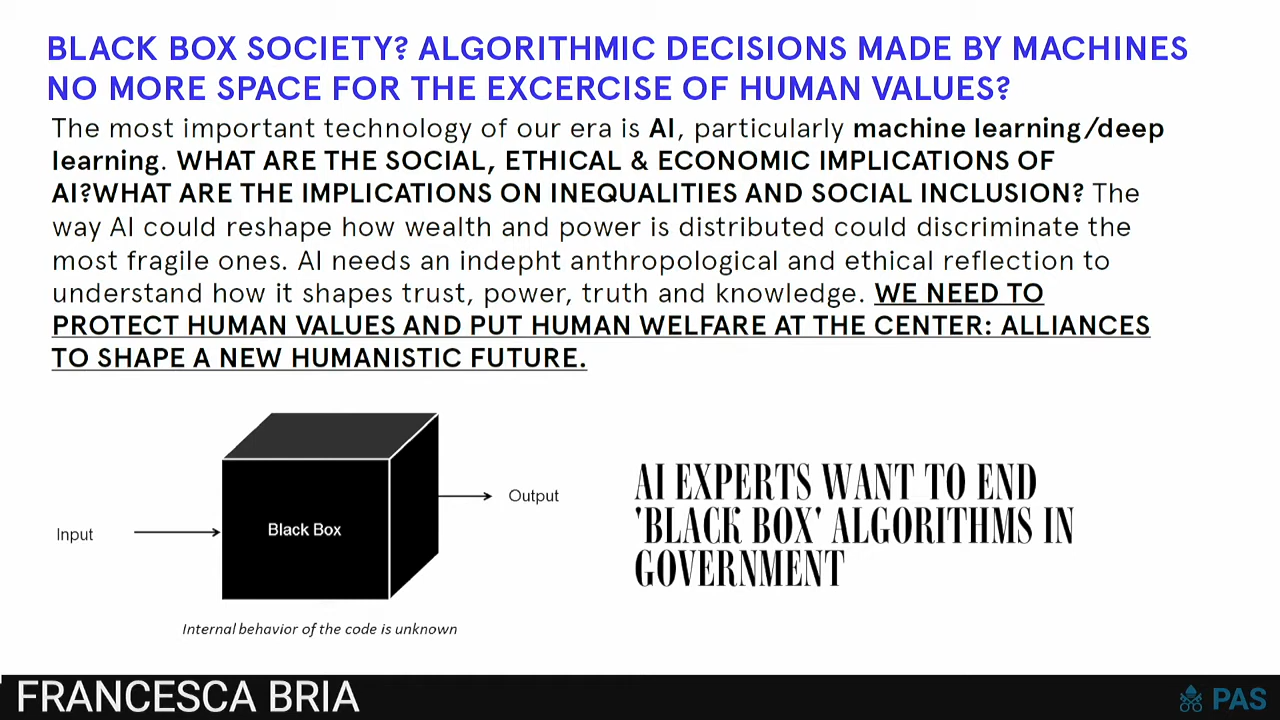 BLACK BOX SOCIETY? ALGORITHMIC DECISIONS MADE BY MACHINES
NO MORE SPACE FOR THE EXCERCISE OF HUMAN VALUES?
The most important technology of our era is AI, particularly machine learning/deep
learning. WHAT ARE THE SOCIAL, ETHICAL & ECONOMIC IMPLICATIONS OF
AI?WHAT ARE THE IMPLICATIONS ON INEQUALITIES AND SOCIAL INCLUSION? The
way AI could reshape how wealth and power is distributed could discriminate the
most fragile ones. AI needs an indepht anthropological and ethical reflection to
understand how it shapes trust, power, truth and knowledge. WE NEED TO
PROTECT HUMAN VALUES AND PUT HUMAN WELFARE AT THE CENTER: ALLIANCES
TO SHAPE A NEW HUMANISTIC FUTURE.
Input
Black Box
Output
Internal behavior of the code is unknown
AI EXPERTS WANT TO END
'BLACK BOX' ALGORITHMS IN
GOVERNMENT
FRANCESCA BRIA
PAS